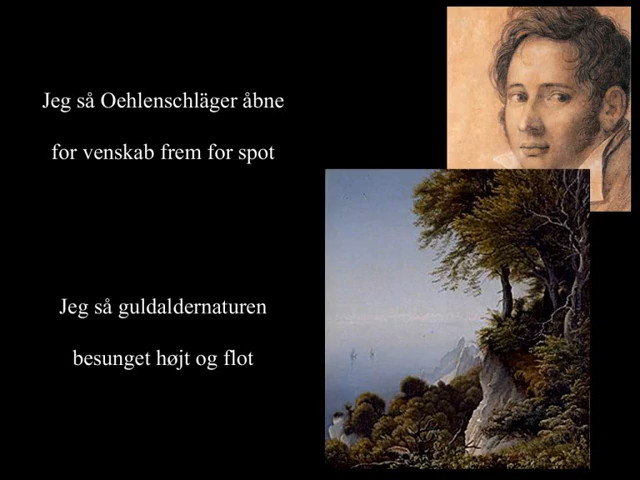 Jeg så Oehlenschläger åbne
for venskab frem for spot
Jeg så guldaldernaturen
besunget højt og flot